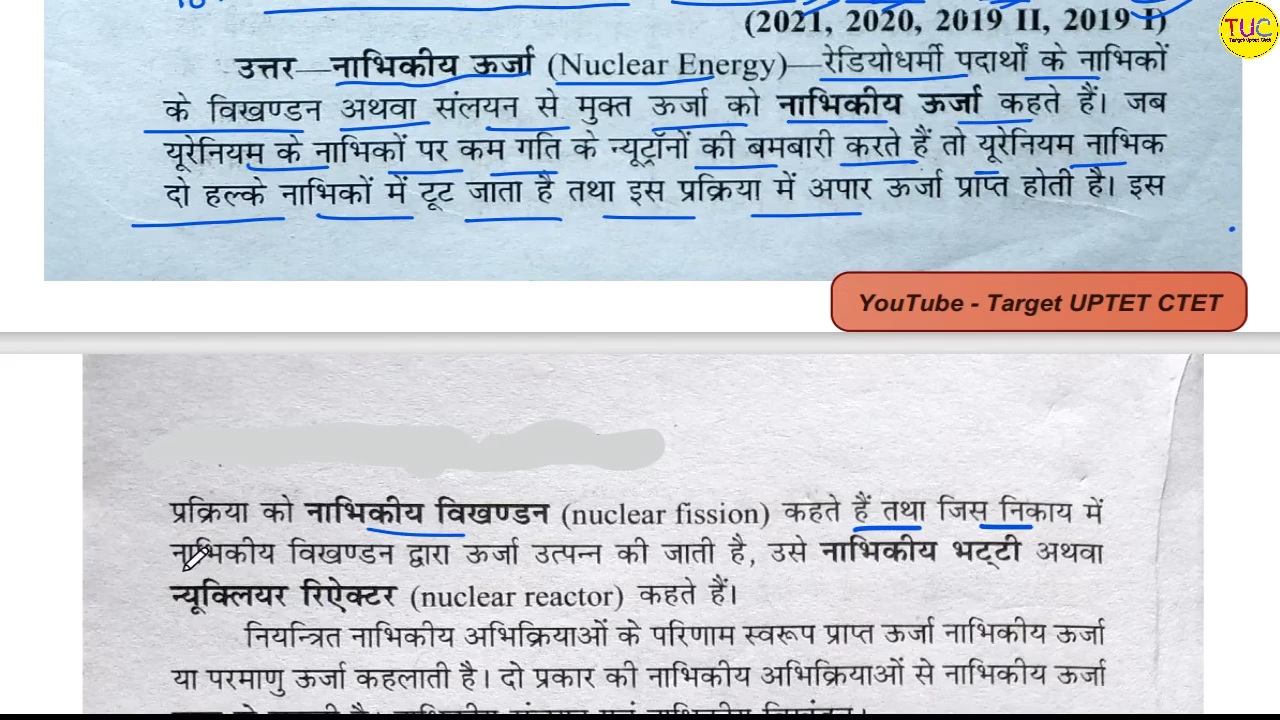 (2021, 2020, 2019 II, 2019 I)
TUC
Target Uptet Ctet
उत्तर—नाभिकीय ऊर्जा (Nuclear Energy)—रेडियोधर्मी पदार्थों के नाभिकों
के विखण्डन अथवा संलयन से मुक्त ऊर्जा को नाभिकीय ऊर्जा कहते हैं। जब
यूरेनियम के नाभिकों पर कम गति के न्यूट्रॉनों की बमबारी करते हैं तो यूरेनियम नाभिक
दो हल्के नाभिकों में टूट जाता है तथा इस प्रक्रिया में अपार ऊर्जा प्राप्त होती है। इस
YouTube - Target UPTET CTET
प्रक्रिया को नाभिकीय विखण्डन (nuclear fission) कहते हैं तथा जिस निकाय में
नाभिकीय विखण्डन द्वारा ऊर्जा उत्पन्न की जाती है, उसे नाभिकीय भट्टी अथवा
न्यूक्लियर रिऐक्टर (nuclear reactor) कहते हैं।
नियन्त्रित नाभिकीय अभिक्रियाओं के परिणाम स्वरूप प्राप्त ऊर्जा नाभिकीय ऊर्जा
या परमाणु ऊर्जा कहलाती है। दो प्रकार की नाभिकीय अभिक्रियाओं से नाभिकीय ऊर्जा